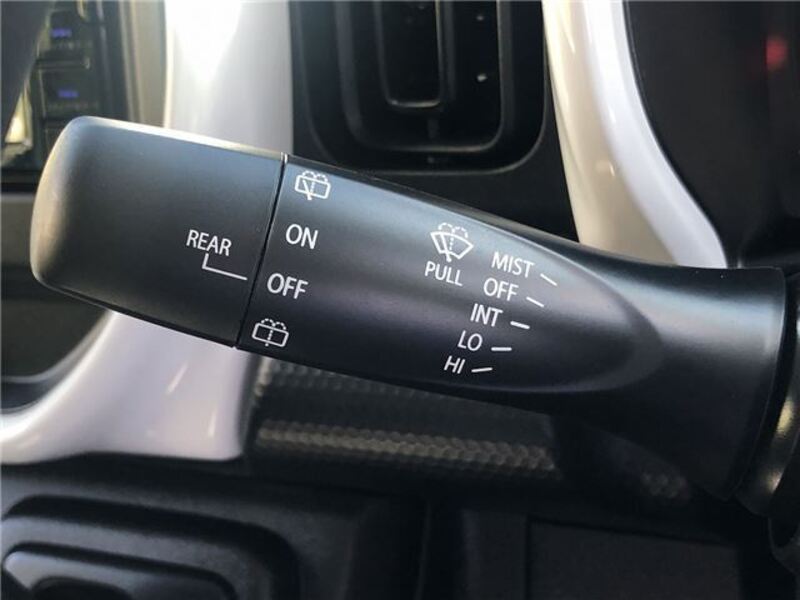 REAR
ON
OFF
PULL
MIST
OFF
INT
LO
HI